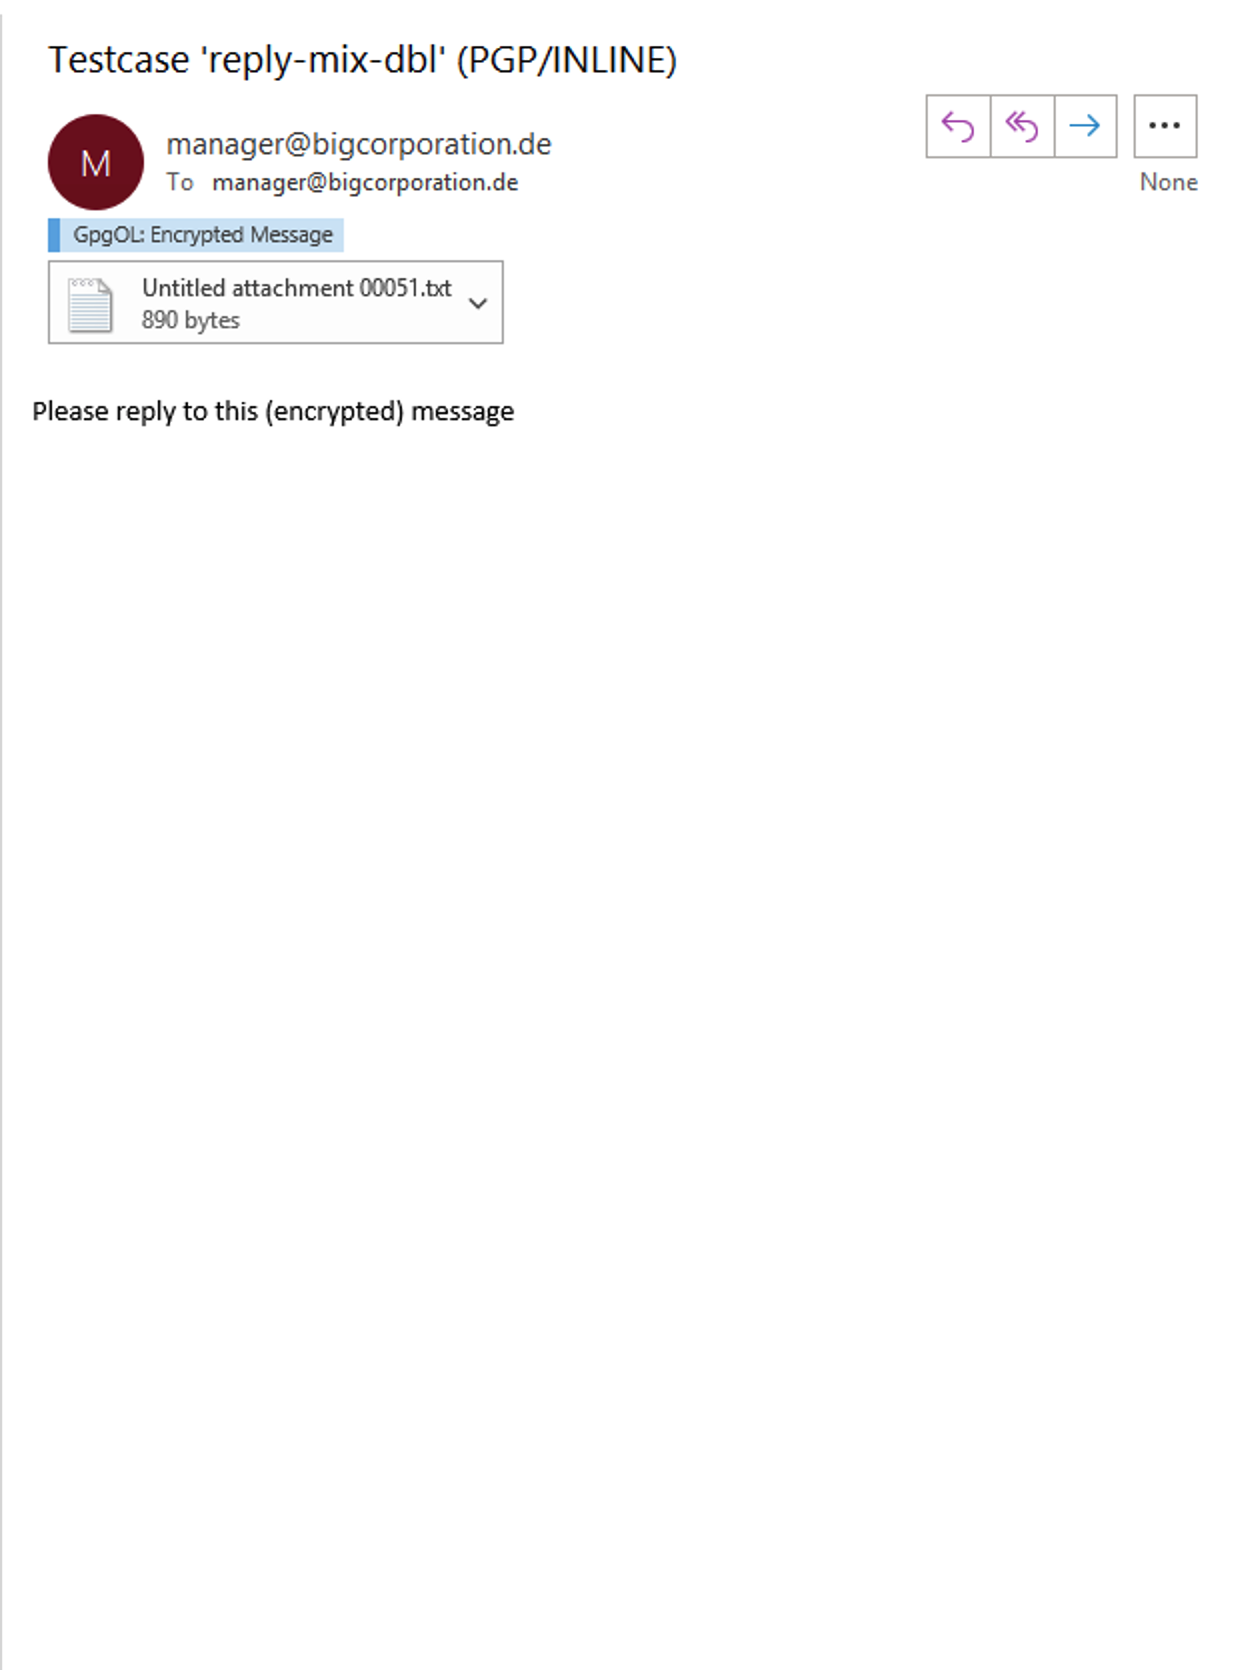 Testcase 'reply-mix-dbl' (PGP/INLINE)
M
manager@bigcorporation.de
To manager@bigcorporation.de
None
GpgOL: Encrypted Message
Untitled attachment 00051.txt
890 bytes
Please reply to this (encrypted) message